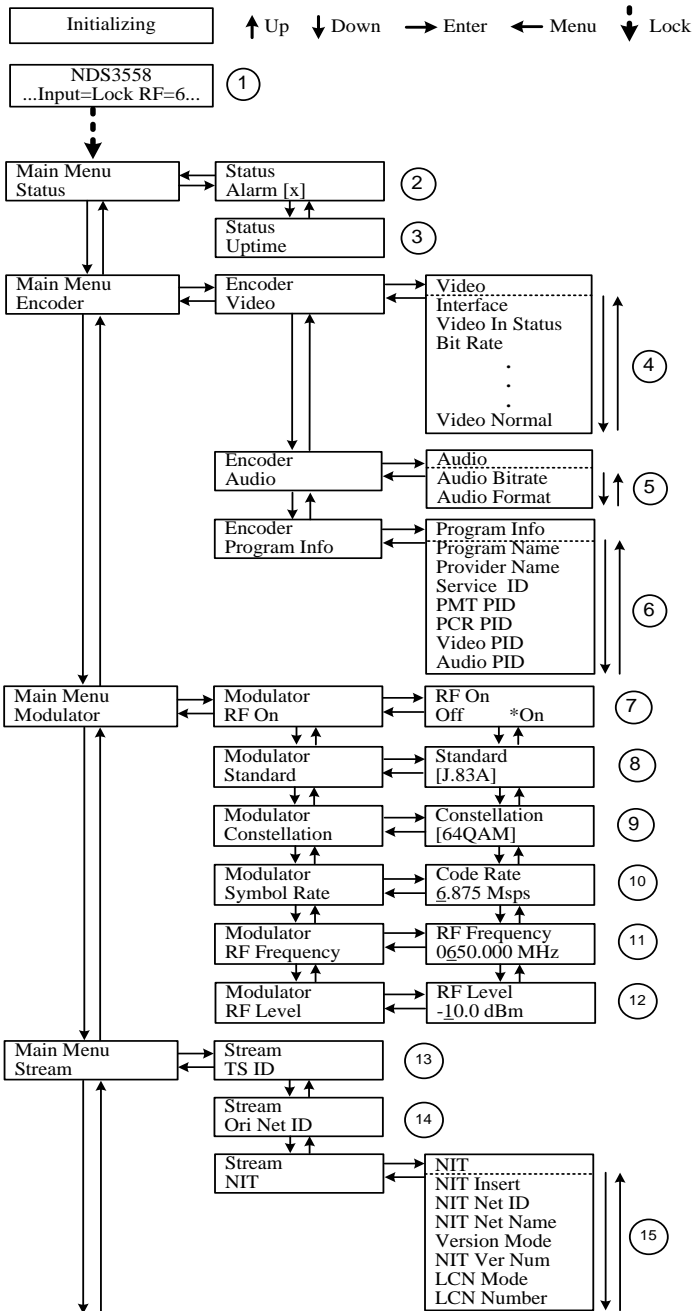 Initializing
Up Down Enter Menu Lock
NDS3558
...Input=Lock RF=6...
1
Main Menu
Status
Status
Alarm [x]
2
Status
Uptime
3
Main Menu
Encoder
Encoder
Video
Video
Interface
Video In Status
Bit Rate
.
.
.
Video Normal
4
Encoder
Audio
Audio
Audio Bitrate
Audio Format
5
Encoder
Program Info
Program Info
Program Name
Provider Name
Service ID
PMT PID
PCR PID
Video PID
Audio PID
6
Main Menu
Modulator
Modulator
RF On
RF On
Off *On
7
Modulator
Standard
Standard
[J.83A]
8
Modulator
Constellation
Constellation
[64QAM]
9
Modulator
Symbol Rate
Code Rate
6.875 Msps
10
Modulator
RF Frequency
RF Frequency
0650.000 MHz
11
Modulator
RF Level
RF Level
-10.0 dBm
12
Main Menu
Stream
Stream
TS ID
13
Stream
Ori Net ID
14
Stream
NIT
NIT
NIT Insert
NIT Net ID
NIT Net Name
Version Mode
NIT Ver Num
LCN Mode
LCN Number
15